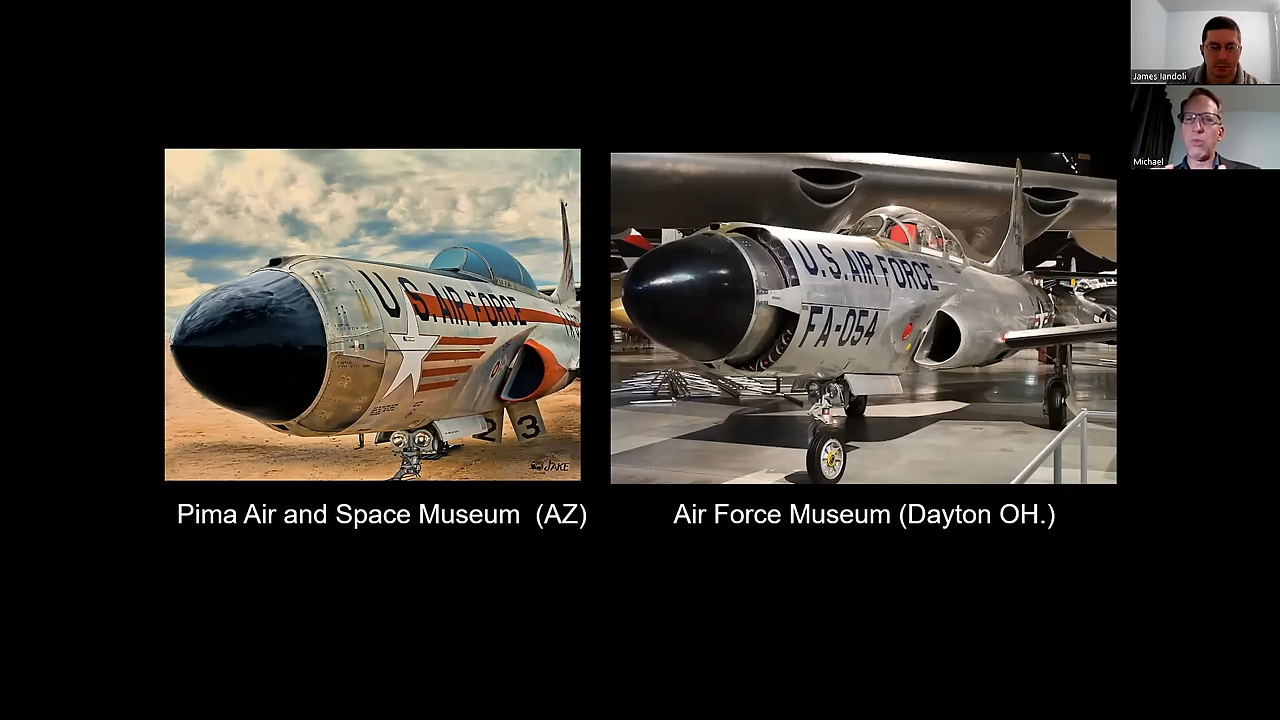 James Iandoli
Michael
U.S. AIR FORCE
U.S. AIR FORCE
FA-054
23
JAKE
Pima Air and Space Museum (AZ)
Air Force Museum (Dayton OH.)